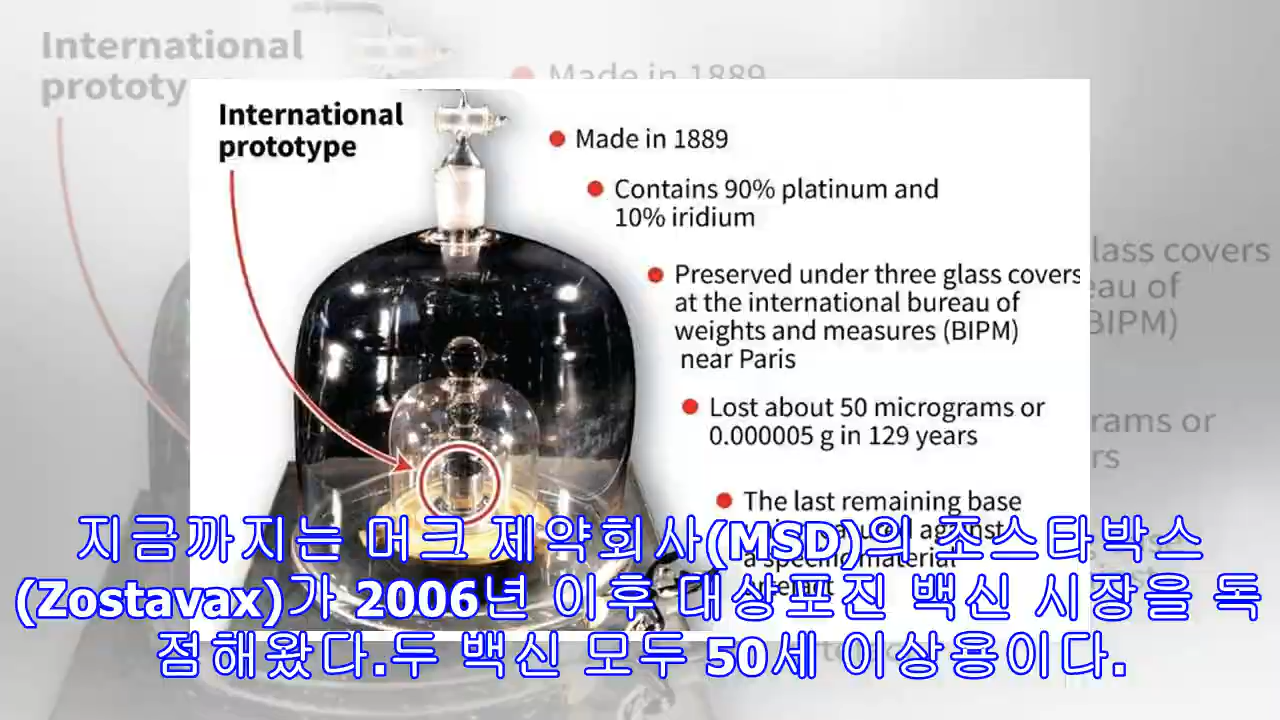 International
prototype
Made in 1889
Contains 90% platinum and
10% iridium
Preserved under three glass covers
at the international bureau of
weights and measures (BIPM)
near Paris
Lost about 50 micrograms or
0.000005 g in 129 years
The last remaining base
against
a specific material
지금까지는 머크 제약회사(MSD)의 조스타박스
(Zostavax)가 2006년 이후 대상포진 백신 시장을 독
점해왔다.두 백신 모두 50세 이상용이다.